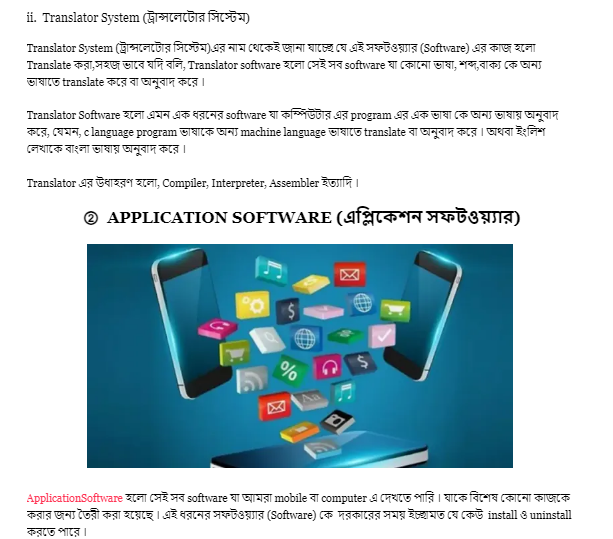 ii. Translator System (ট্রান্সলেটোর সিস্টেম)
Translator System (ট্রান্সলেটোর সিস্টেম)এর নাম থেকেই জানা যাচ্ছে যে এই সফটওয়্যার (Software) এর কাজ হলো
Translate করা,সহজ ভাবে যদি বলি, Translator software হলো সেই সব software যা কোনো ভাষা, শব্দ,বাক্য কে অন্য
ভাষাতে translate করে বা অনুবাদ করে ।
Translator Software হলো এমন এক ধরনের software যা কম্পিউটার এর program এর এক ভাষা কে অন্য ভাষায় অনুবাদ
করে, যেমন, c language program ভাষাকে অন্য machine language ভাষাতে translate বা অনুবাদ করে । অথবা ইংলিশ
লেখাকে বাংলা ভাষায় অনুবাদ করে ।
Translator এর উধাহরণ হলো, Compiler, Interpreter, Assembler ইত্যাদি ।
② APPLICATION SOFTWARE (এপ্লিকেশন সফটওয়্যার)
ApplicationSoftware হলো সেই সব software যা আমরা mobile বা computer এ দেখতে পারি । যাকে বিশেষ কোনো কাজকে
করার জন্য তৈরী করা হয়েছে । এই ধরনের সফটওয়্যার (Software) কে দরকারের সময় ইচ্ছামত যে কেউ install ও uninstall
করতে পারে ।